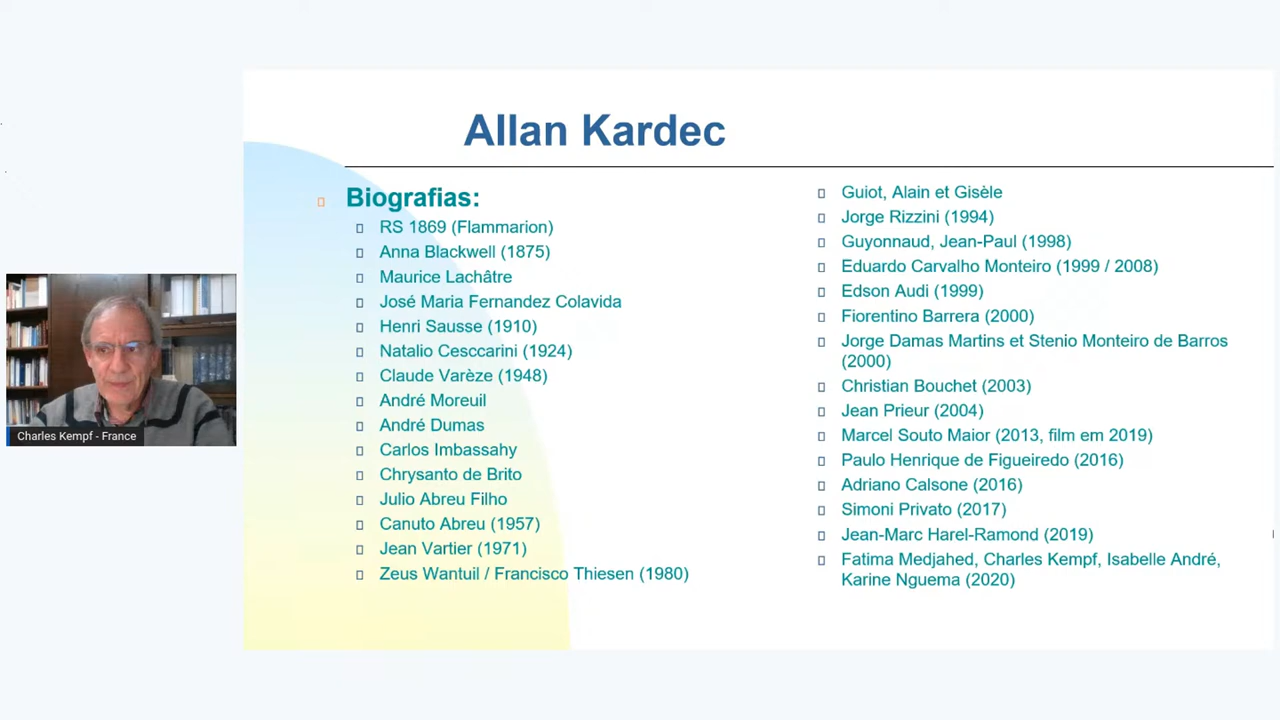 Allan Kardec
Biografias:
RS 1869 (Flammarion)
Anna Blackwell (1875)
Maurice Lachâtre
José Maria Fernandez Colavida
Henri Sausse (1910)
Natalio Cesccarini (1924)
Claude Varèze (1948)
André Moreuil
André Dumas
Carlos Imbassahy
Chrysanto de Brito
Julio Abreu Filho
Canuto Abreu (1957)
Jean Vartier (1971)
Zeus Wantuil / Francisco Thiesen (1980)
Guiot, Alain et Gisèle
Jorge Rizzini (1994)
Guyonnaud, Jean-Paul (1998)
Eduardo Carvalho Monteiro (1999 / 2008)
Edson Audi (1999)
Fiorentino Barrera (2000)
Jorge Damas Martins et Stenio Monteiro de Barros
(2000)
Christian Bouchet (2003)
Jean Prieur (2004)
Marcel Souto Maior (2013, film em 2019)
Paulo Henrique de Figueiredo (2016)
Adriano Calsone (2016)
Simoni Privato (2017)
Jean-Marc Harel-Ramond (2019)
Fatima Medjahed, Charles Kempf, Isabelle André,
Karine Nguema (2020)
Charles Kempf - France